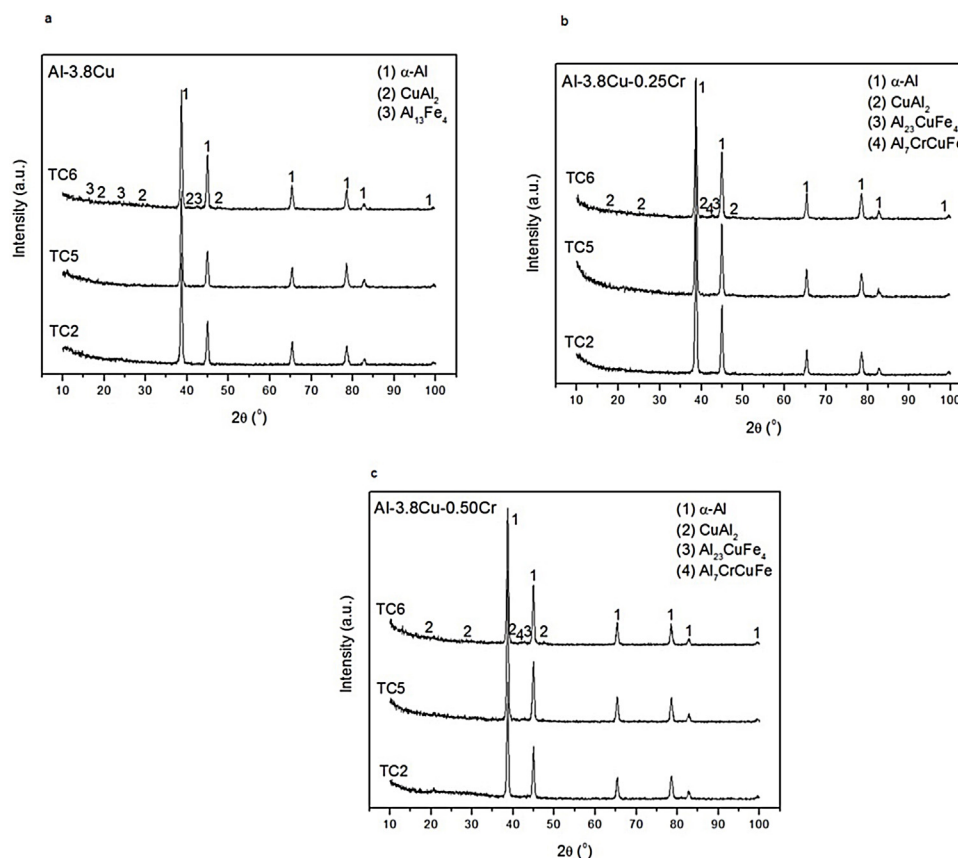 a
Al-3.8Cu
(1) α-Al
(2) CuAl₂
(3) Al₁₃Fe₄
1
TC6
3 2 3 2 2 3 1 2 1 1 1 1
TC5
TC2
10 20 30 40 50 60 70 80 90 100
2θ (⁰)
Intensity (a.u.)
b
Al-3.8Cu-0.25Cr
(1) α-Al
(2) CuAl₂
(3) Al₂₃CuFe₄
(4) Al₇CrCuFe
1
TC6
2 2 2 4 3 1 2 1 1 1 1
TC5
TC2
10 20 30 40 50 60 70 80 90 100
2θ (⁰)
Intensity (a.u.)
c
Al-3.8Cu-0.50Cr
(1) α-Al
(2) CuAl₂
(3) Al₂₃CuFe₄
(4) Al₇CrCuFe
1
TC6
2 2 2 4 3 1 2 1 1 1 1
TC5
TC2
10 20 30 40 50 60 70 80 90 100
2θ (⁰)
Intensity (a.u.)